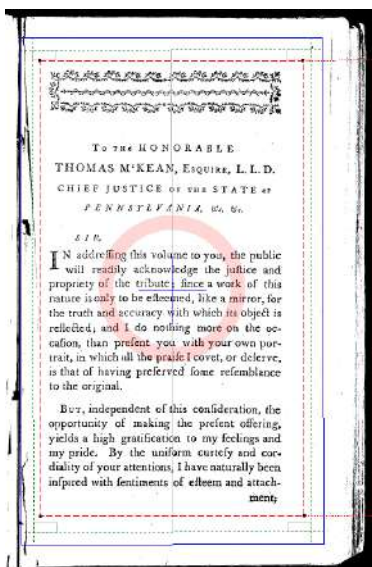 To the HONORABLE
THOMAS M'KEAN, Esquire, L.L.D.
CHIEF JUSTICE of the STATE of
PENNSYLVANIA, &c. &c.
SIR,
IN addreſſing this volume to you, the public
will readily acknowledge the juſtice and
propriety of the tribute; ſince a work of this
nature is only to be eſteemed, like a mirror, for
the truth and accuracy with which its object is
reflected; and I do nothing more on the oc-
caſion, than preſent you with your own por-
trait, in which all the praiſe I covet, or deſerve,
is that of having preſerved ſome reſemblance
to the original.
But, independent of this conſideration, the
opportunity of making the preſent offering,
yields a high gratification to my feelings and
my pride. By the uniform curteſy and cor-
diality of your attentions, I have naturally been
inſpired with ſentiments of eſteem and attach-
ment;